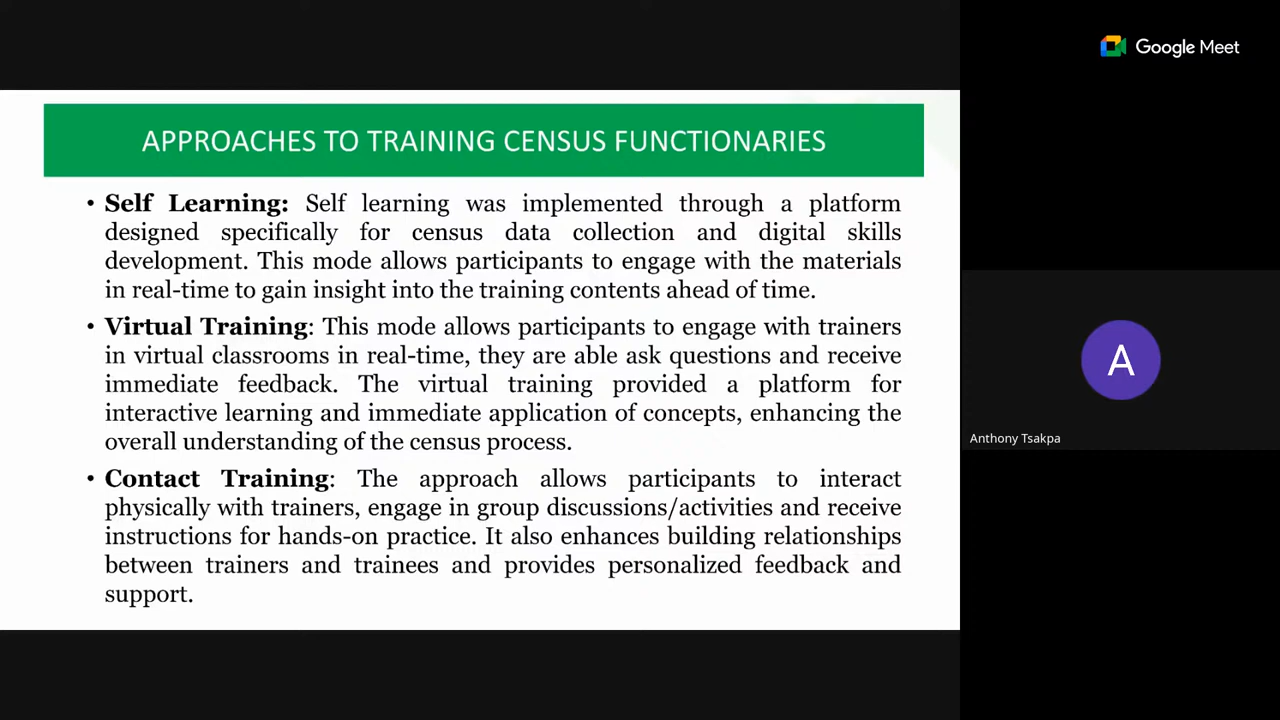 Google Meet
APPROACHES TO TRAINING CENSUS FUNCTIONARIES
• Self Learning: Self learning was implemented through a platform
designed specifically for census data collection and digital skills
development. This mode allows participants to engage with the materials
in real-time to gain insight into the training contents ahead of time.
• Virtual Training: This mode allows participants to engage with trainers
in virtual classrooms in real-time, they are able ask questions and receive
immediate feedback. The virtual training provided a platform for
interactive learning and immediate application of concepts, enhancing the
overall understanding of the census process.
• Contact Training: The approach allows participants to interact
physically with trainers, engage in group discussions/activities and receive
instructions for hands-on practice. It also enhances building relationships
between trainers and trainees and provides personalized feedback and
support.
A
Anthony Tsakpa